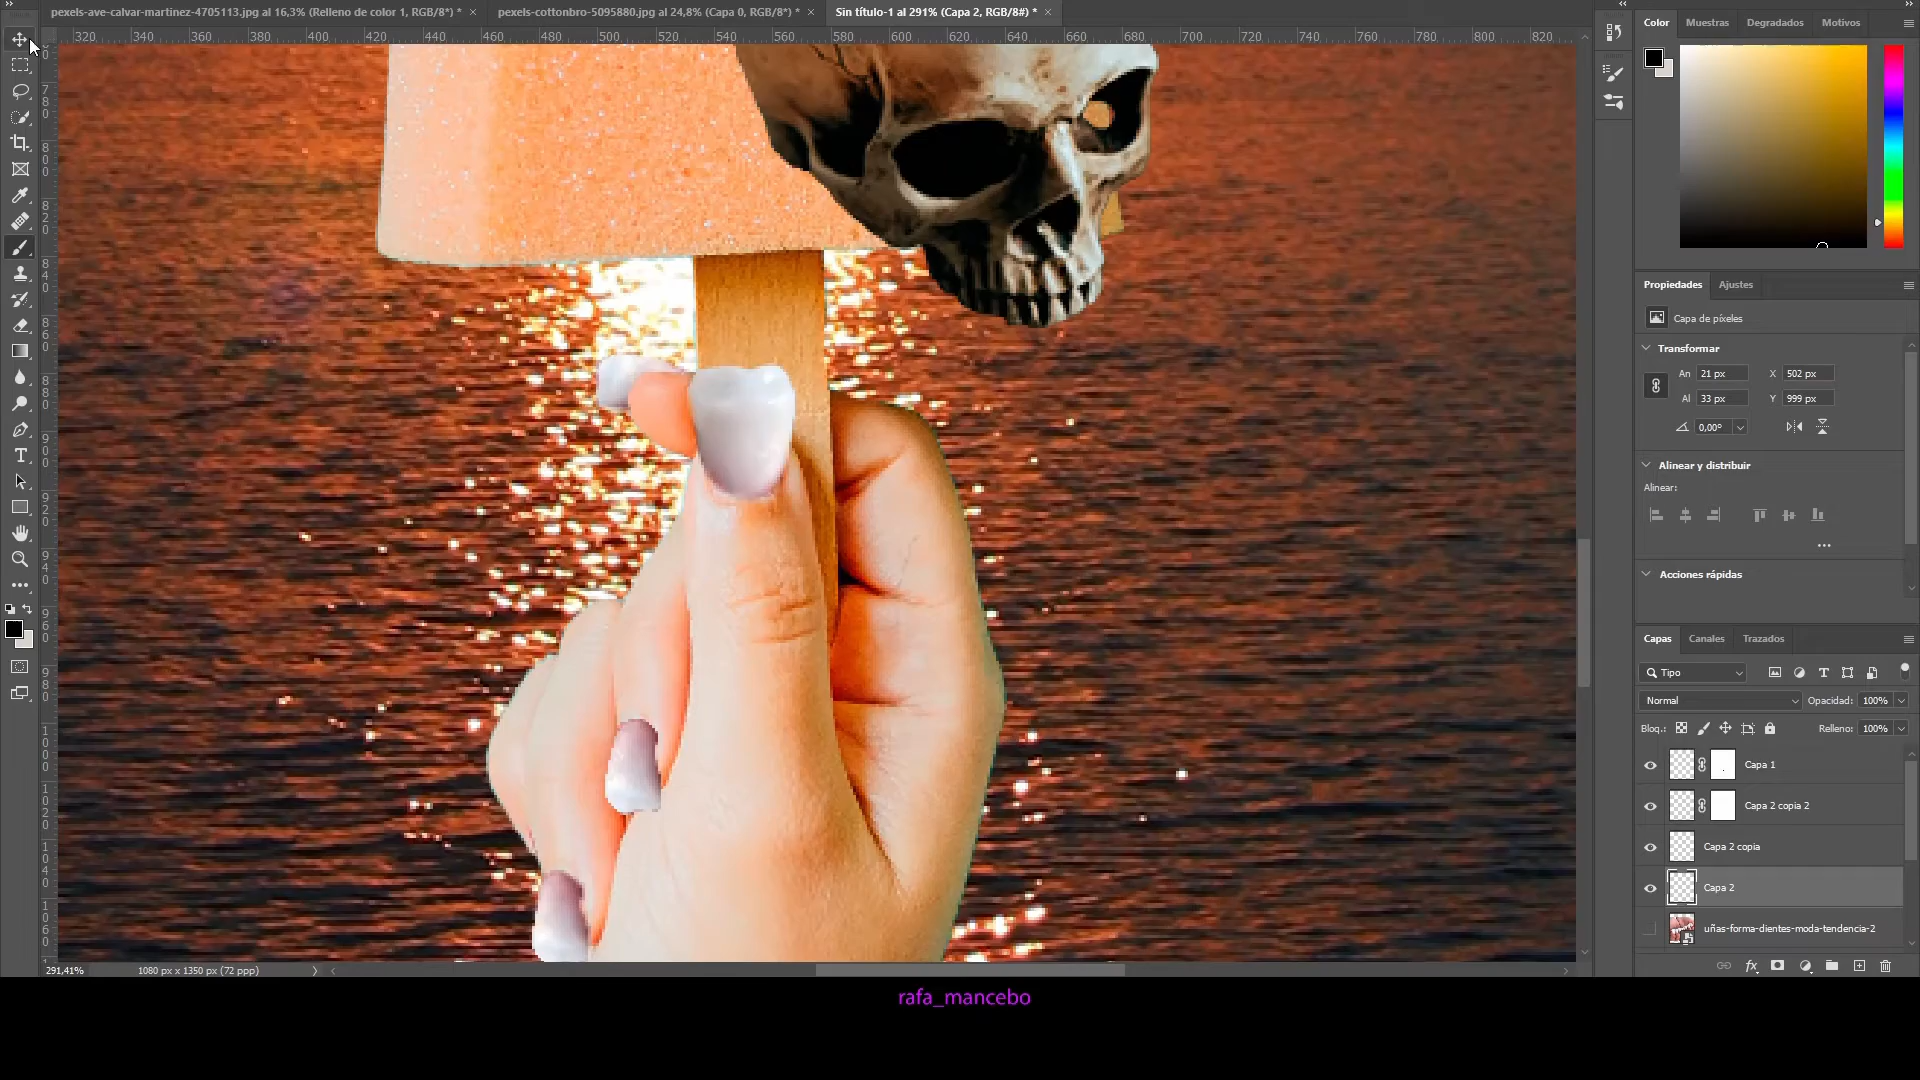 pexels-ave-calvar-martinez-4705113.jpg al 16,3% (Relleno de color 1, RGB/8*) * ×
pexels-cottonbro-5095880.jpg al 24,8% (Capa 0, RGB/8*) * ×
Sin título-1 al 291% (Capa 2, RGB/8#) * ×
320 340 360 380 400 420 440 460 480 500 520 540 560 580 600 620 640 660 680 700 720 740 760 780 800 820
Color Muestras Degradados Motivos
Propiedades Ajustes
Capa de píxeles
Transformar
An 21 px X 502 px
Al 33 px Y 999 px
0,00°
Alinear y distribuir
Alinear:
Acciones rápidas
Capas Canales Trazados
Tipo
Normal Opacidad: 100%
Bloq.: Relleno: 100%
Capa 1
Capa 2 copia 2
Capa 2 copia
Capa 2
uñas-forma-dientes-moda-tendencia-2
291,41% 1080 px x 1350 px (72 ppp)
rafa_mancebo